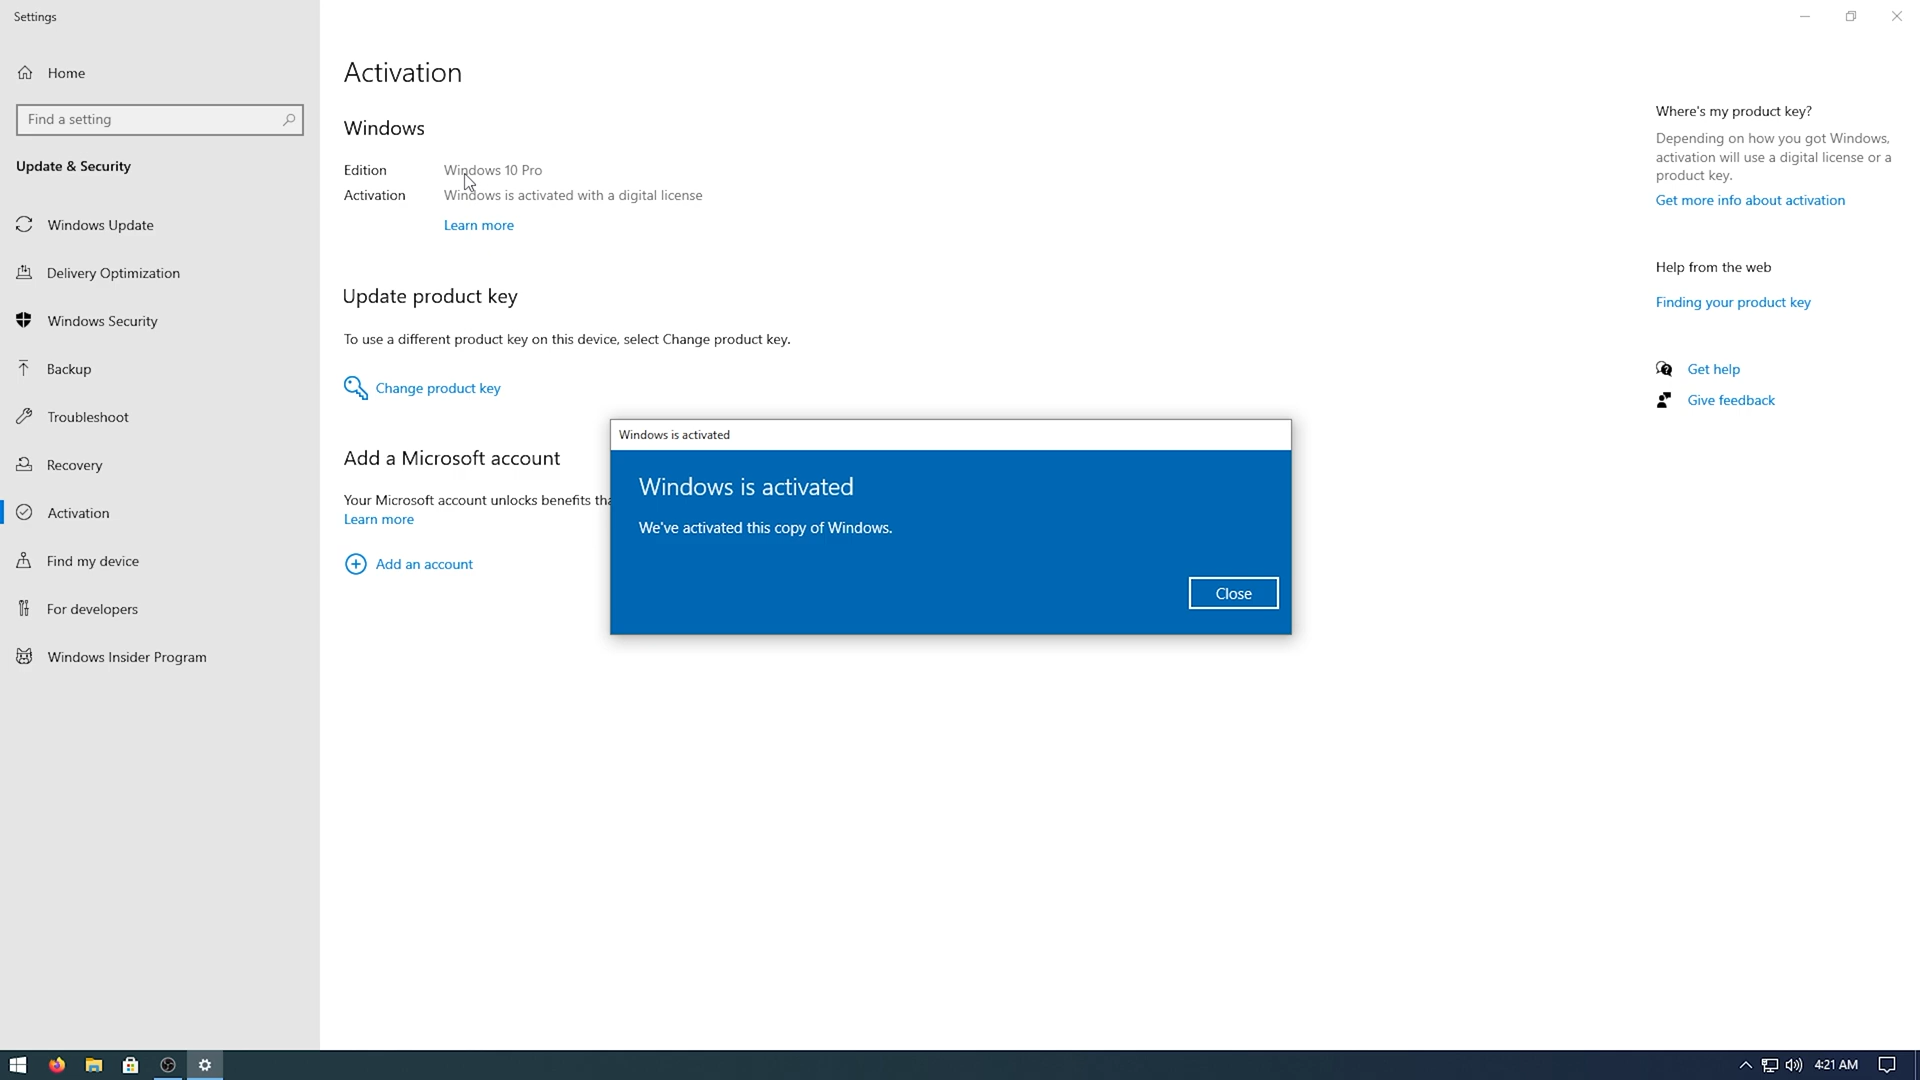 Settings
Home
Find a setting
Update & Security
Windows Update
Delivery Optimization
Windows Security
Backup
Troubleshoot
Recovery
Activation
Find my device
For developers
Windows Insider Program
Activation
Windows
Edition Windows 10 Pro
Activation Windows is activated with a digital license
Learn more
Update product key
To use a different product key on this device, select Change product key.
Change product key
Add a Microsoft account
Your Microsoft account unlocks benefits tha
Learn more
Add an account
Windows is activated
Windows is activated
We've activated this copy of Windows.
Close
Where's my product key?
Depending on how you got Windows,
activation will use a digital license or a
product key.
Get more info about activation
Help from the web
Finding your product key
Get help
Give feedback
4:21 AM